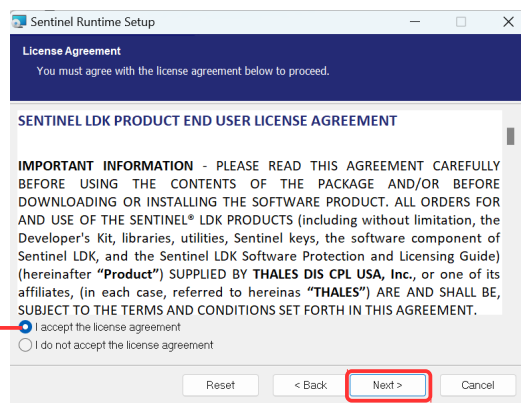 Sentinel Runtime Setup
License Agreement
You must agree with the license agreement below to proceed.
SENTINEL LDK PRODUCT END USER LICENSE AGREEMENT
IMPORTANT INFORMATION - PLEASE READ THIS AGREEMENT CAREFULLY
BEFORE USING THE CONTENTS OF THE PACKAGE AND/OR BEFORE
DOWNLOADING OR INSTALLING THE SOFTWARE PRODUCT. ALL ORDERS FOR
AND USE OF THE SENTINEL® LDK PRODUCTS (including without limitation, the
Developer's Kit, libraries, utilities, Sentinel keys, the software component of
Sentinel LDK, and the Sentinel LDK Software Protection and Licensing Guide)
(hereinafter “Product”) SUPPLIED BY THALES DIS CPL USA, Inc., or one of its
affiliates, (in each case, referred to hereinas “THALES”) ARE AND SHALL BE,
SUBJECT TO THE TERMS AND CONDITIONS SET FORTH IN THIS AGREEMENT.
I accept the license agreement
I do not accept the license agreement
Reset
< Back
Next >
Cancel